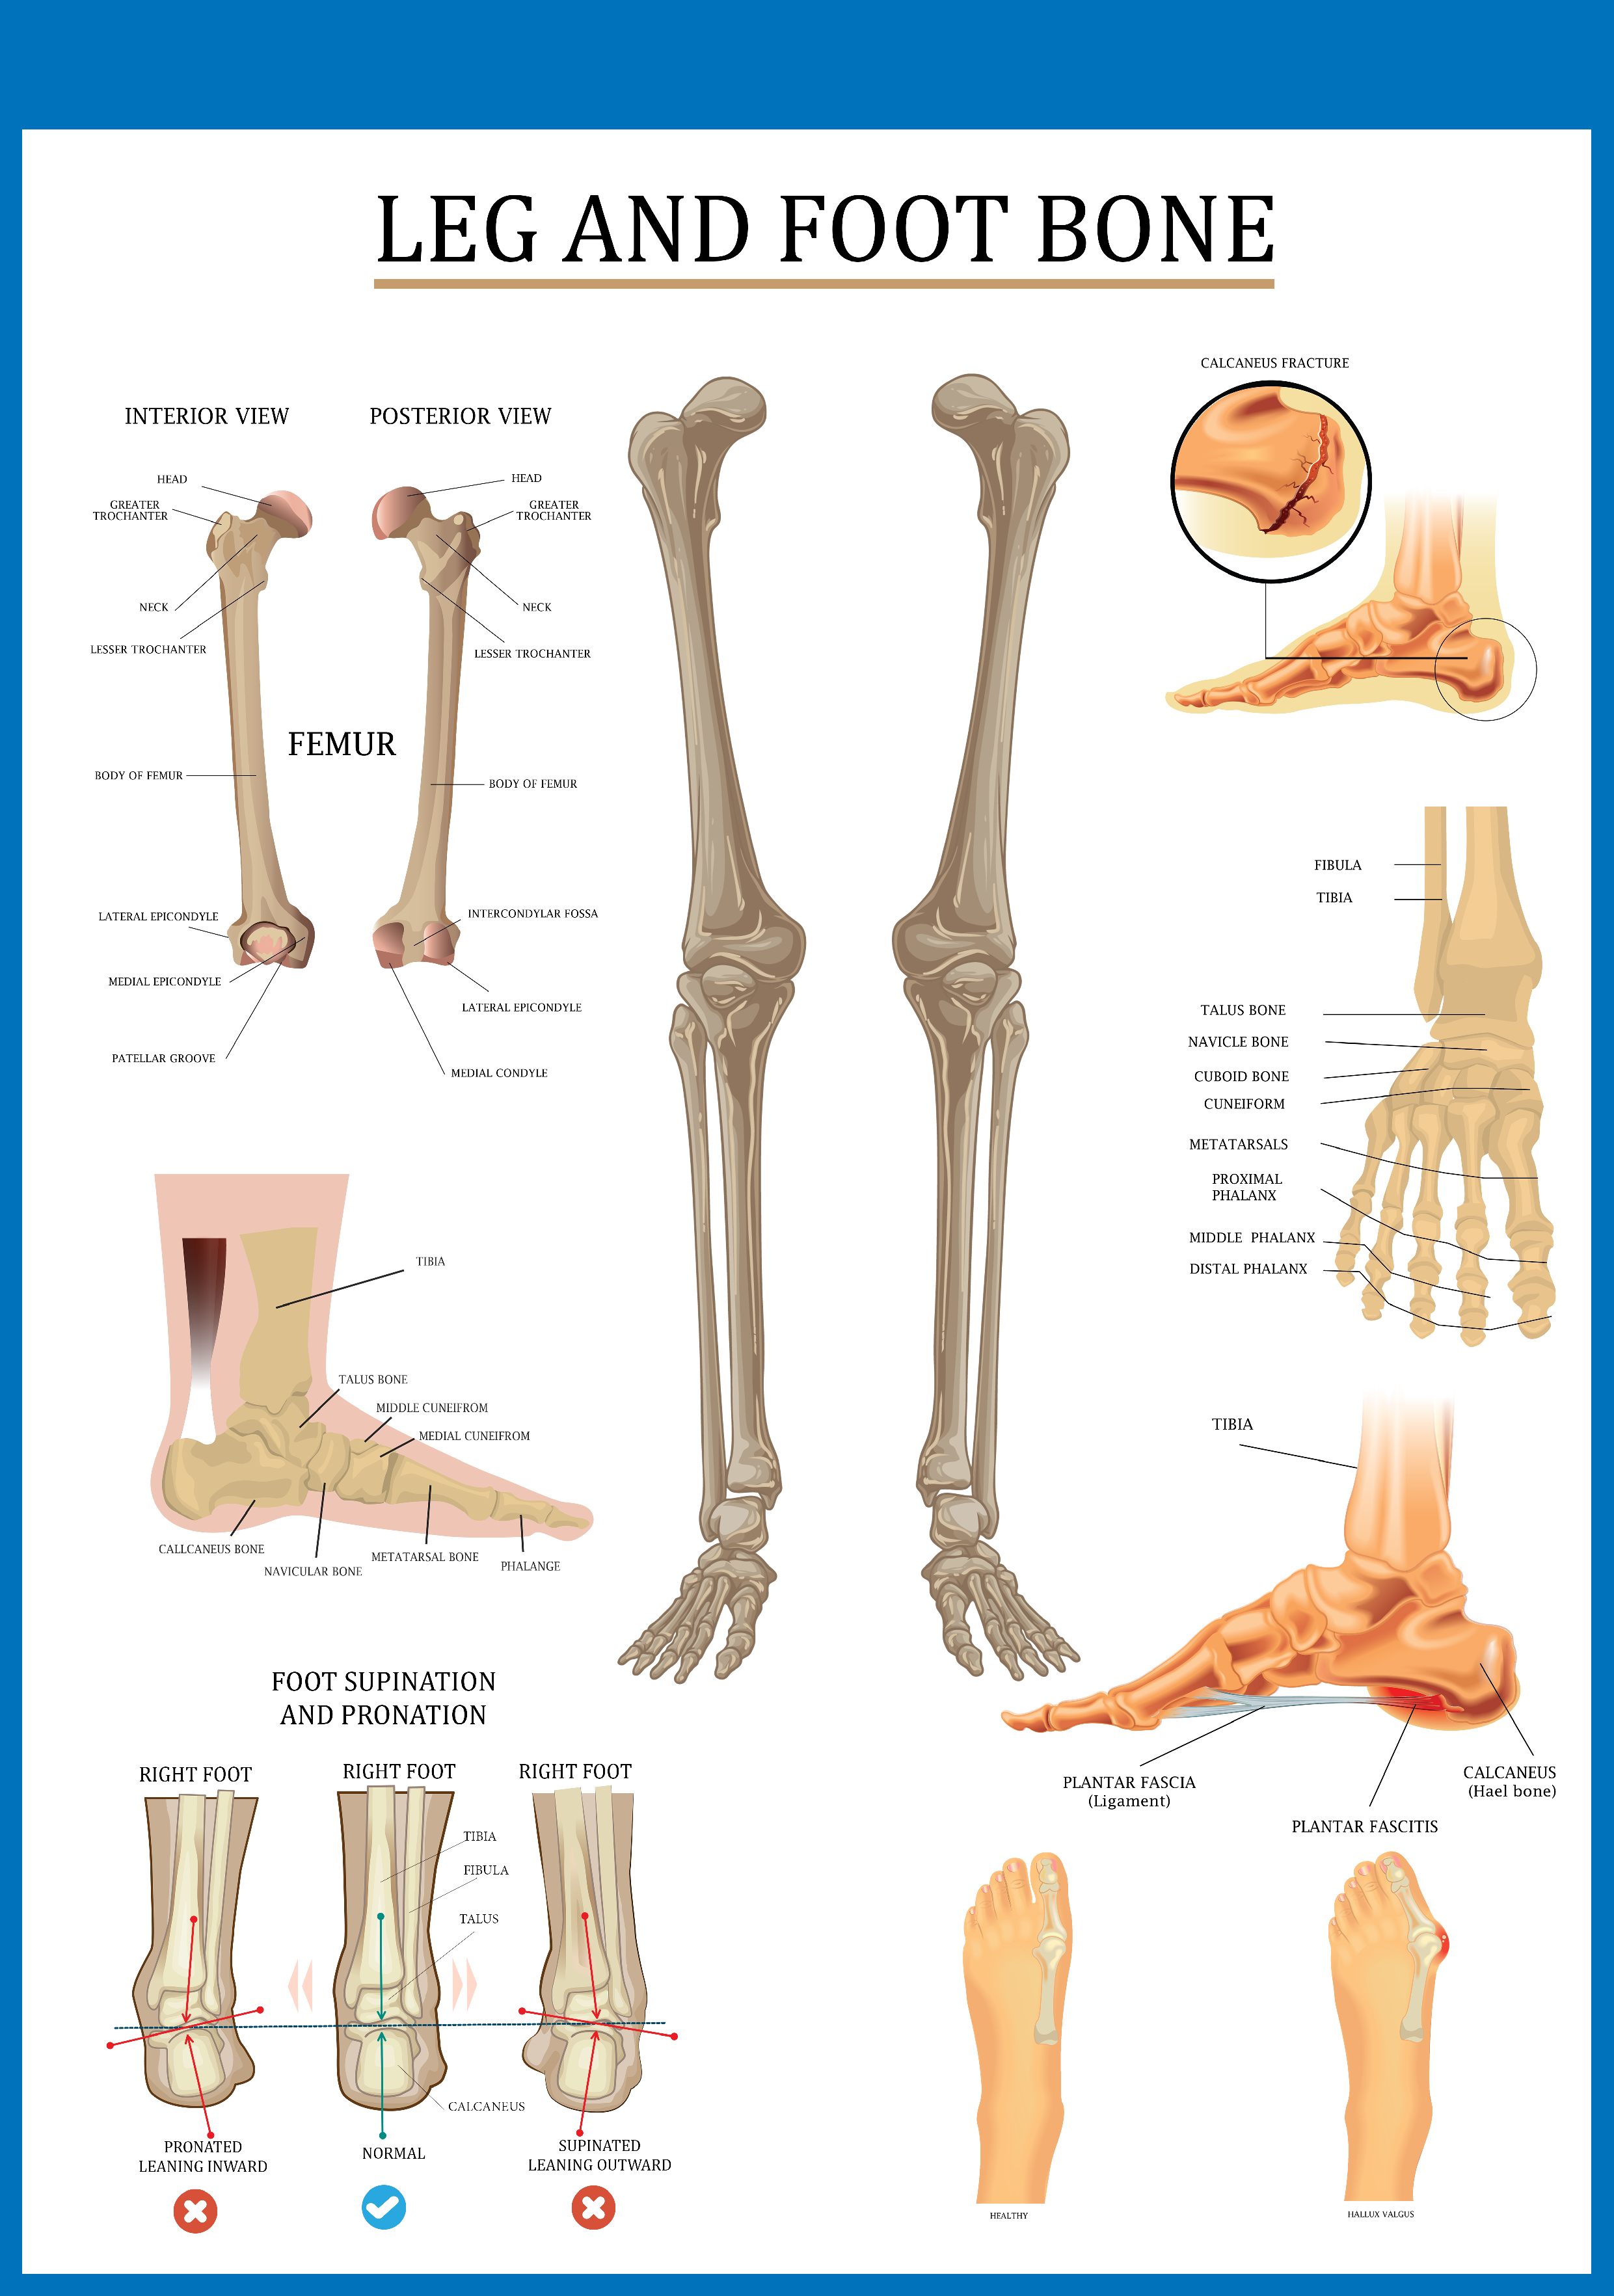 LEG AND FOOT BONE
INTERIOR VIEW
HEAD
GREATER
TROCHANTER
NECK
LESSER TROCHANTER
BODY OF FEMUR
LATERAL EPICONDYLE
MEDIAL EPICONDYLE
PATELLAR GROOVE
FEMUR
POSTERIOR VIEW
HEAD
GREATER
TROCHANTER
NECK
LESSER TROCHANTER
BODY OF FEMUR
INTERCONDYLAR FOSSA
LATERAL EPICONDYLE
MEDIAL CONDYLE
CALCANEUS FRACTURE
FIBULA
TIBIA
TALUS BONE
NAVICLE BONE
CUBOID BONE
CUNEIFORM
METATARSALS
PROXIMAL
PHALANX
MIDDLE PHALANX
DISTAL PHALANX
TIBIA
TALUS BONE
MIDDLE CUNEIFROM
MEDIAL CUNEIFROM
CALLCANEUS BONE
NAVICULAR BONE
METATARSAL BONE
PHALANGE
TIBIA
PLANTAR FASCIA
(Ligament)
PLANTAR FASCITIS
CALCANEUS
(Hael bone)
FOOT SUPINATION
AND PRONATION
RIGHT FOOT
RIGHT FOOT
RIGHT FOOT
TIBIA
FIBULA
TALUS
CALCANEUS
PRONATED
LEANING INWARD
NORMAL
SUPINATED
LEANING OUTWARD
HEALTHY
HALLUX VALGUS